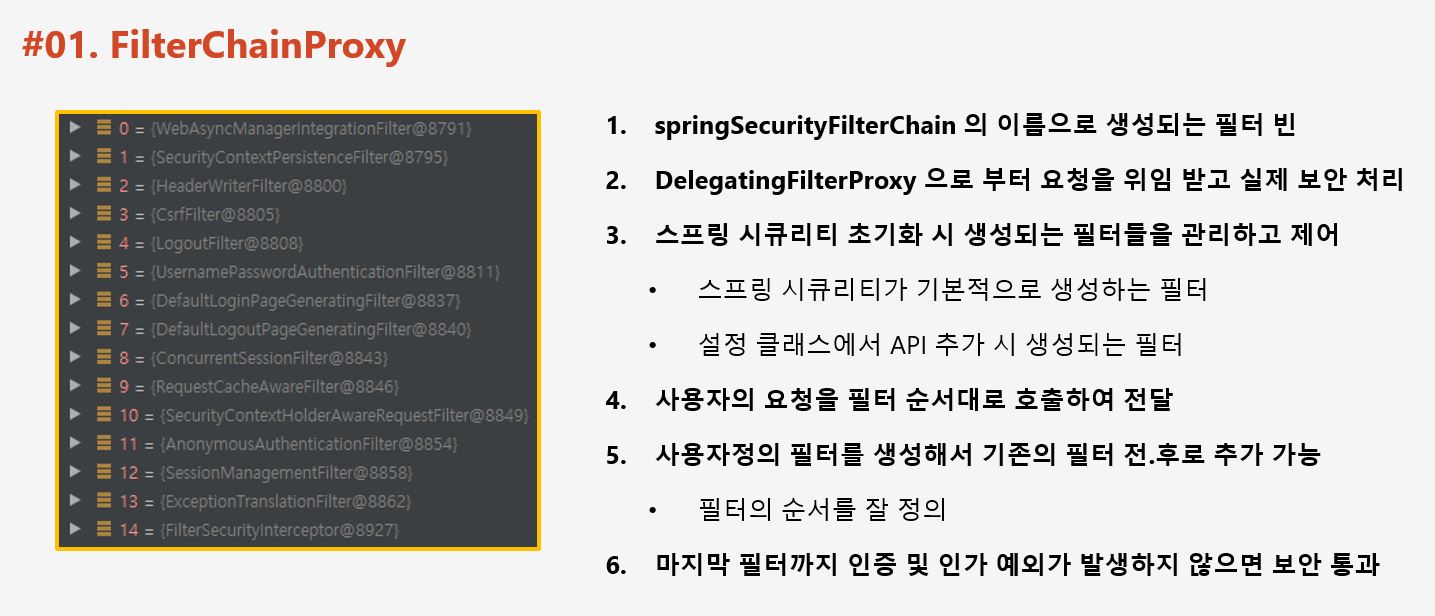 #01. FilterChainProxy
0 = {WebAsyncManagerIntegrationFilter@8791}
1 = {SecurityContextPersistenceFilter@8795}
2 = {HeaderWriterFilter@8800}
3 = {CsrfFilter@8805}
4 = {LogoutFilter@8808}
5 = {UsernamePasswordAuthenticationFilter@8811}
6 = {DefaultLoginPageGeneratingFilter@8837}
7 = {DefaultLogoutPageGeneratingFilter@8840}
8 = {ConcurrentSessionFilter@8843}
9 = {RequestCacheAwareFilter@8846}
10 = {SecurityContextHolderAwareRequestFilter@8849}
11 = {AnonymousAuthenticationFilter@8854}
12 = {SessionManagementFilter@8858}
13 = {ExceptionTranslationFilter@8862}
14 = {FilterSecurityInterceptor@8927}
1. springSecurityFilterChain 의 이름으로 생성되는 필터 빈
2. DelegatingFilterProxy 으로 부터 요청을 위임 받고 실제 보안 처리
3. 스프링 시큐리티 초기화 시 생성되는 필터들을 관리하고 제어
• 스프링 시큐리티가 기본적으로 생성하는 필터
• 설정 클래스에서 API 추가 시 생성되는 필터
4. 사용자의 요청을 필터 순서대로 호출하여 전달
5. 사용자정의 필터를 생성해서 기존의 필터 전.후로 추가 가능
• 필터의 순서를 잘 정의
6. 마지막 필터까지 인증 및 인가 예외가 발생하지 않으면 보안 통과